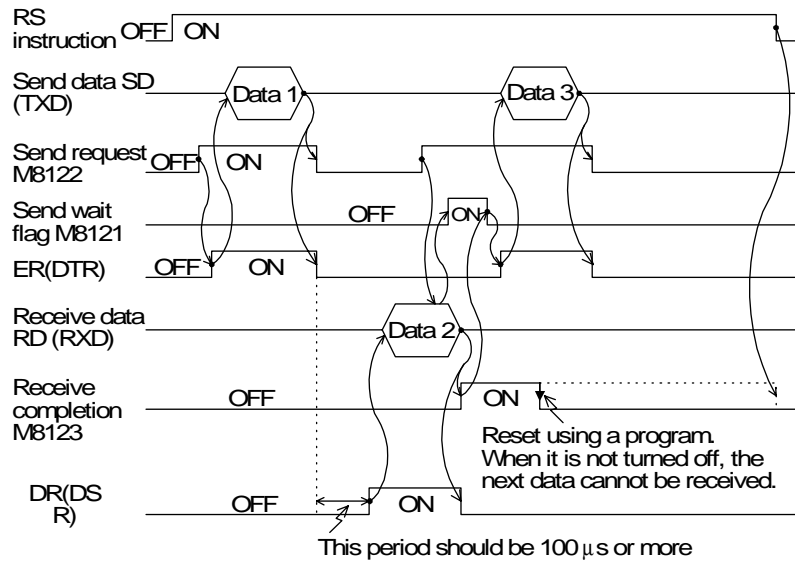 RS
instruction OFF ON
Send data SD
(TXD)
Data 1
Data 3
Send request
M8122
OFF
ON
Send wait
flag M8121
OFF
ON
ER(DTR)
OFF
ON
Receive data
RD (RXD)
Data 2
Receive
completion
M8123
OFF
ON
Reset using a program.
When it is not turned off, the
next data cannot be received.
DR(DS
R)
OFF
ON
This period should be 100 μs or more